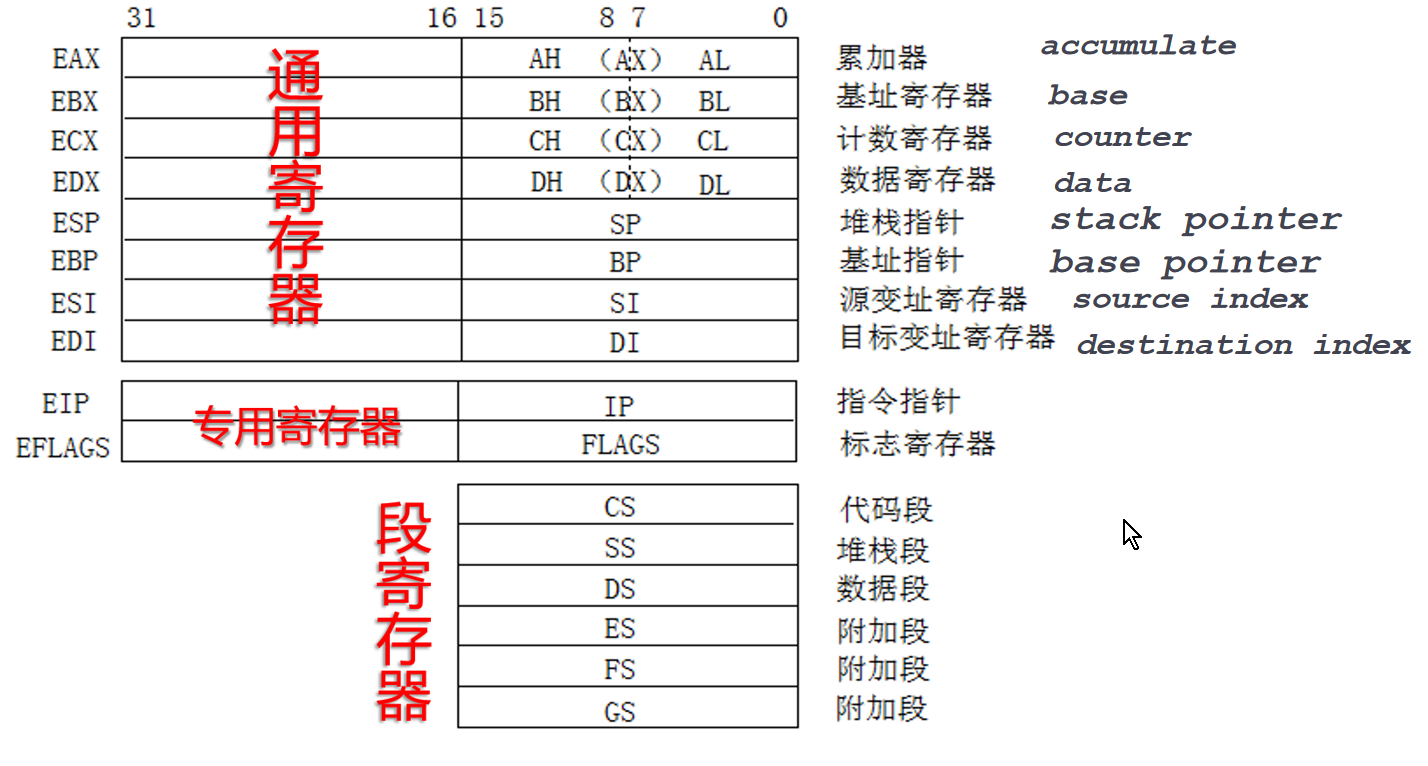 31 16 15 8 7 0
EAX AH (AX) AL 累加器 accumulate
EBX BH (BX) BL 基址寄存器 base
ECX CH (CX) CL 计数寄存器 counter
EDX DH (DX) DL 数据寄存器 data
ESP SP 堆栈指针 stack pointer
EBP BP 基址指针 base pointer
ESI SI 源变址寄存器 source index
EDI DI 目标变址寄存器 destination index
通用寄存器
EIP IP 指令指针
专用寄存器
EFLAGS FLAGS 标志寄存器
段寄存器
CS 代码段
SS 堆栈段
DS 数据段
ES 附加段
FS 附加段
GS 附加段